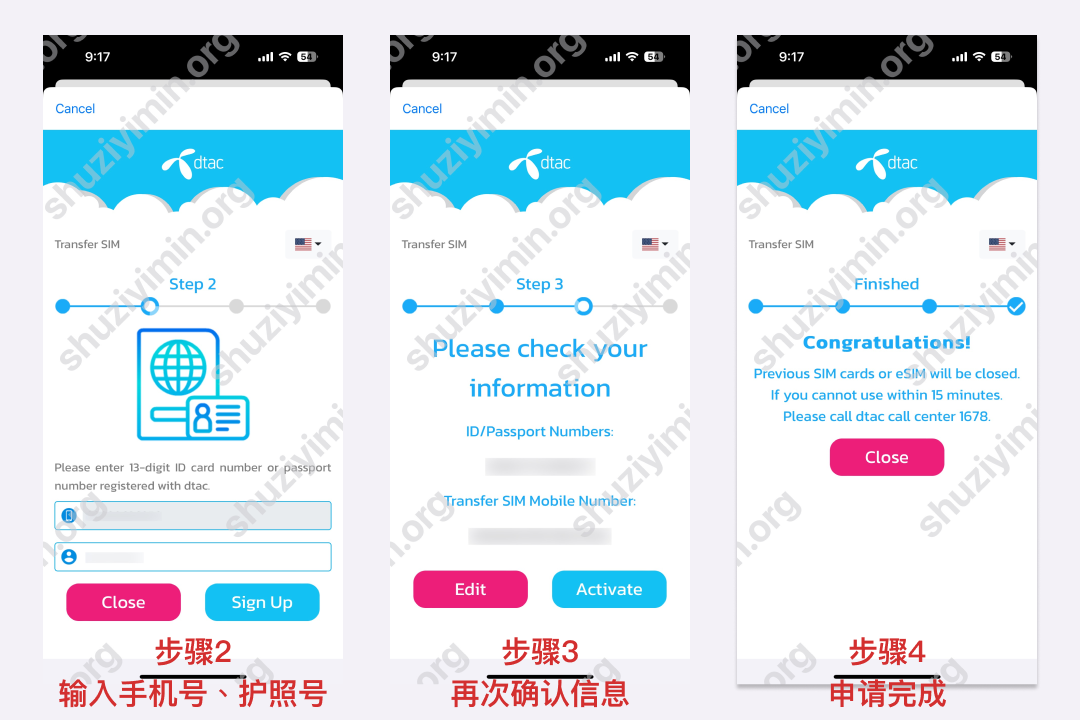 9:17
54
Cancel
dtac
Transfer SIM
Step 2
Please enter 13-digit ID card number or passport
number registered with dtac.
Close
Sign Up
步骤2
输入手机号、护照号
9:17
54
Cancel
dtac
Transfer SIM
Step 3
Please check your
information
ID/Passport Numbers:
Transfer SIM Mobile Number:
Edit
Activate
步骤3
再次确认信息
9:17
54
Cancel
dtac
Transfer SIM
Finished
Congratulations!
Previous SIM cards or eSIM will be closed.
If you cannot use within 15 minutes.
Please call dtac call center 1678.
Close
步骤4
申请完成
shuziyimin.org